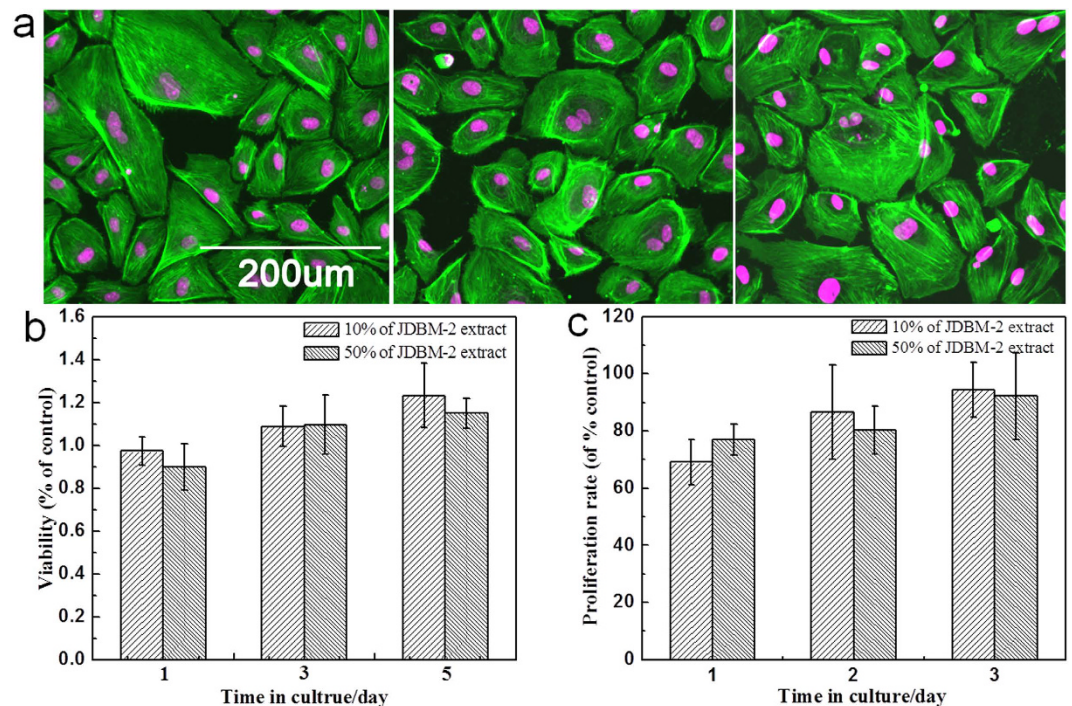 a
200um
b
Viability (% of control)
1.6
1.4
1.2
1.0
0.8
0.6
0.4
0.2
0.0
10% of JDBM-2 extract
50% of JDBM-2 extract
1 3 5
Time in cultrue/day
c
Proliferation rate (of % control)
120
100
80
60
40
20
0
10% of JDBM-2 extract
50% of JDBM-2 extract
1 2 3
Time in culture/day